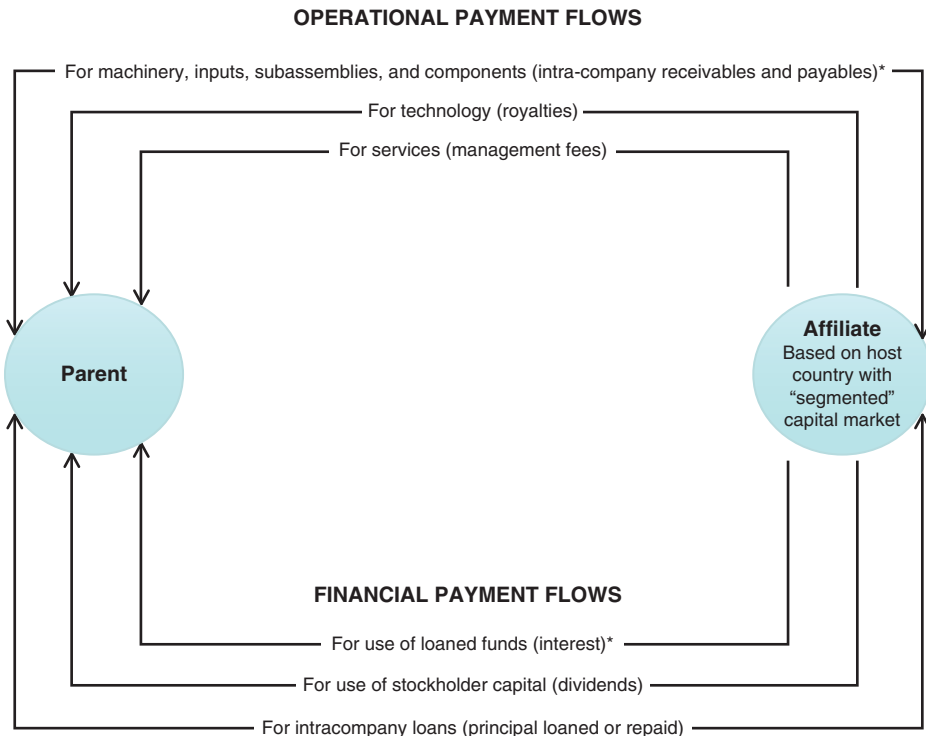 OPERATIONAL PAYMENT FLOWS
For machinery, inputs, subassemblies, and components (intra-company receivables and payables)*
For technology (royalties)
For services (management fees)
Parent
Affiliate
Based on host
country with
“segmented”
capital market
FINANCIAL PAYMENT FLOWS
For use of loaned funds (interest)*
For use of stockholder capital (dividends)
For intracompany loans (principal loaned or repaid)